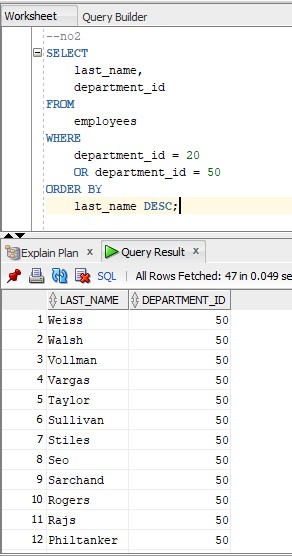 Worksheet Query Builder
--no2
SELECT
last_name,
department_id
FROM
employees
WHERE
department_id = 20
OR department_id = 50
ORDER BY
last_name DESC;
Explain Plan x Query Result x
SQL All Rows Fetched: 47 in 0.049 se
LAST_NAME DEPARTMENT_ID
1 Weiss 50
2 Walsh 50
3 Vollman 50
4 Vargas 50
5 Taylor 50
6 Sullivan 50
7 Stiles 50
8 Seo 50
9 Sarchand 50
10 Rogers 50
11 Rajs 50
12 Philtanker 50